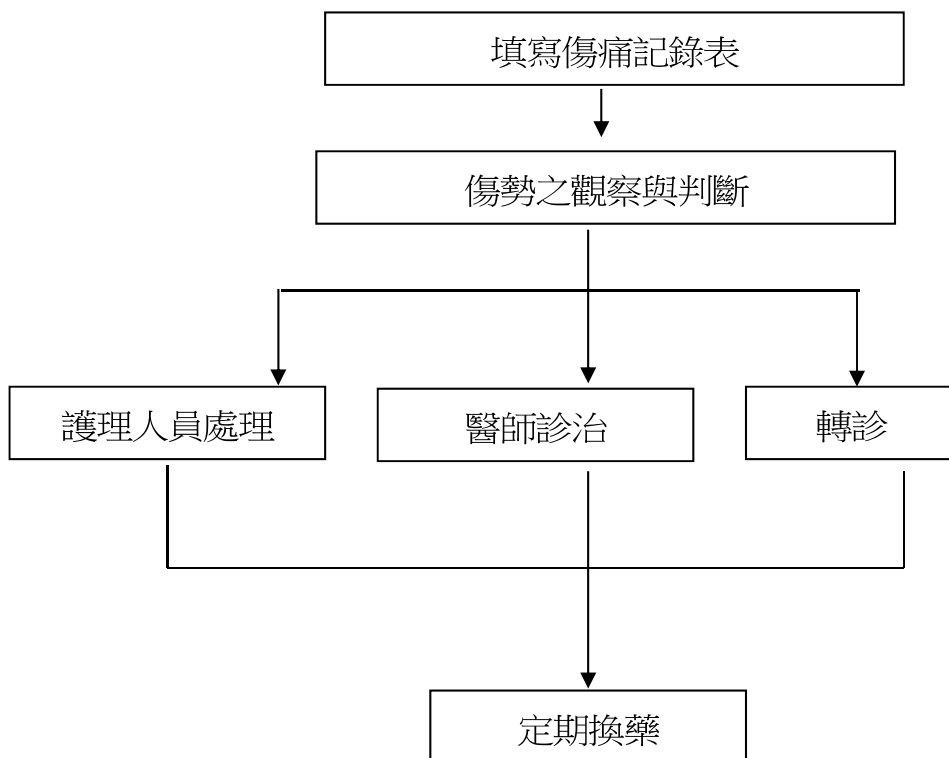 填寫傷痛記錄表
傷勢之觀察與判斷
護理人員處理
醫師診治
轉診
定期換藥